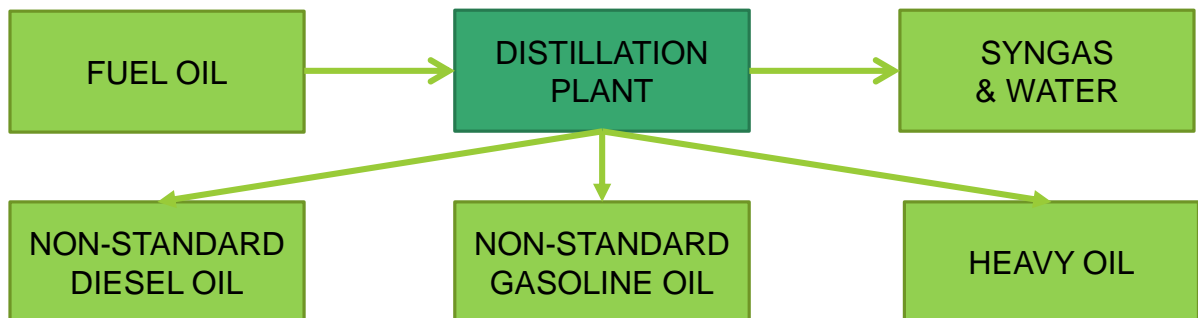 FUEL OIL
DISTILLATION
PLANT
SYNGAS
& WATER
NON-STANDARD
DIESEL OIL
NON-STANDARD
GASOLINE OIL
HEAVY OIL